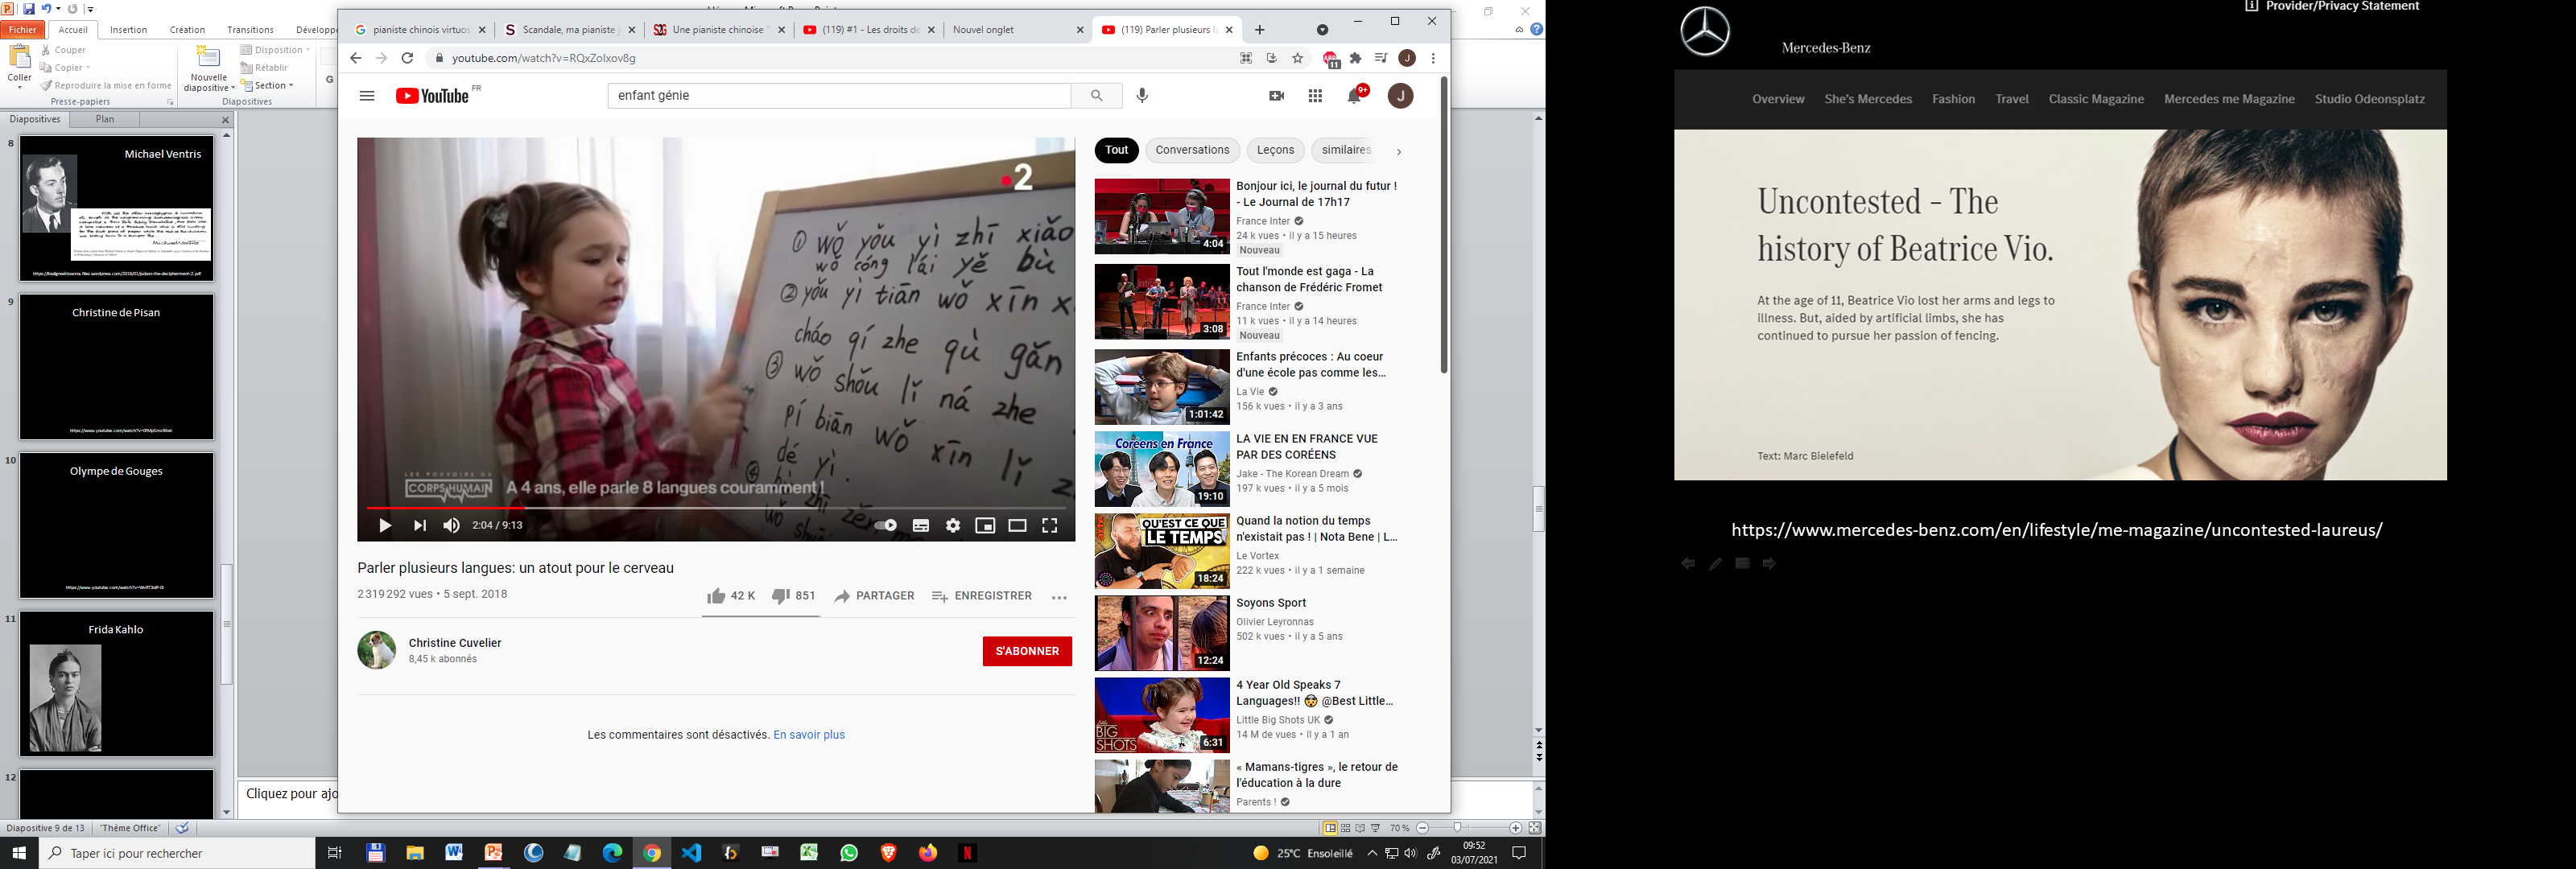 Fichier
Accueil
Insertion
Création
Transitions
Couper
Copier
Reproduire la mise en forme
Coller
Presse-papiers
Nouvelle
diapositive
Disposition
Rétablir
Section
Diapositives
G
Diapositives
Plan
8
Michael Ventris
9
Christine de Pisan
10
Olympe de Gouges
11
Frida Kahlo
12
Cliquez pour ajo
Diapositive 9 de 13
"Thème Office"
70 %
pianiste chinois virtuos
Scandale, ma pianiste j
Une pianiste chinoise "
(119) #1 - Les droits de
Nouvel onglet
(119) Parler plusieurs la
youtube.com/watch?v=RQxZoIxov8g
11
J
YouTube
FR
enfant génie
9+
J
2
① wǒ yǒu yì zhī xiǎo
wǒ cóng lái yě bù
② yǒu yì tiān wǒ xīn x
cháo qí zhe qù gǎn
③ wǒ shǒu lǐ ná zhe
pí biān wǒ xīn lǐ
dé yì
④
LES POUVOIRS DU
CORPS HUMAIN
A 4 ans, elle parle 8 langues couramment !
2:04 / 9:13
Parler plusieurs langues: un atout pour le cerveau
2 319 292 vues • 5 sept. 2018
42 K
851
PARTAGER
ENREGISTRER
Christine Cuvelier
8,45 k abonnés
S'ABONNER
Les commentaires sont désactivés. En savoir plus
Tout
Conversations
Leçons
similaires
Bonjour ici, le journal du futur !
- Le Journal de 17h17
France Inter
24 k vues • il y a 15 heures
Nouveau
4:04
Tout l'monde est gaga - La
chanson de Frédéric Fromet
France Inter
11 k vues • il y a 14 heures
Nouveau
3:08
Enfants précoces : Au coeur
d'une école pas comme les...
La Vie
156 k vues • il y a 3 ans
1:01:42
Coréens en France
LA VIE EN EN FRANCE VUE
PAR DES CORÉENS
Jake - The Korean Dream
197 k vues • il y a 5 mois
19:10
QU'EST CE QUE
LE TEMPS
Quand la notion du temps
n'existait pas ! | Nota Bene | L...
Le Vortex
222 k vues • il y a 1 semaine
18:24
Soyons Sport
Olivier Leyronnas
502 k vues • il y a 5 ans
12:24
4 Year Old Speaks 7
Languages!! 🤯 @Best Little...
Little Big Shots UK
14 M de vues • il y a 1 an
BIG
SHOTS
6:31
« Mamans-tigres », le retour de
l'éducation à la dure
Parents !
Taper ici pour rechercher
25°C Ensoleillé
09:52
03/07/2021
Provider/Privacy Statement
Mercedes-Benz
Overview
She's Mercedes
Fashion
Travel
Classic Magazine
Mercedes me Magazine
Studio Odeonsplatz
Uncontested – The
history of Beatrice Vio.
At the age of 11, Beatrice Vio lost her arms and legs to
illness. But, aided by artificial limbs, she has
continued to pursue her passion of fencing.
Text: Marc Bielefeld
https://www.mercedes-benz.com/en/lifestyle/me-magazine/uncontested-laureus/